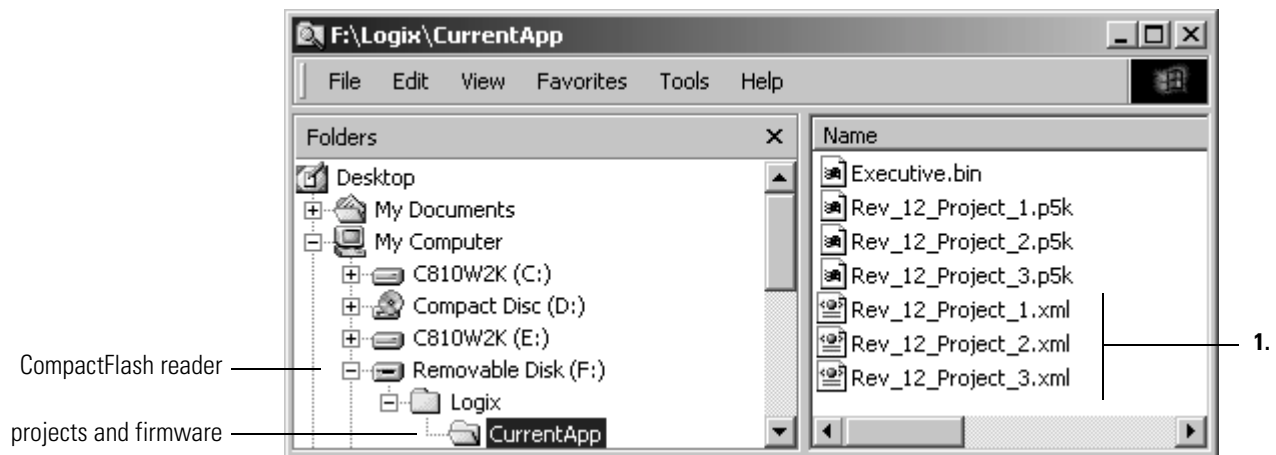 F:\Logix\CurrentApp
File Edit View Favorites Tools Help
Folders
Desktop
My Documents
My Computer
C810W2K (C:)
Compact Disc (D:)
C810W2K (E:)
Removable Disk (F:)
Logix
CurrentApp
Name
Executive.bin
Rev_12_Project_1.p5k
Rev_12_Project_2.p5k
Rev_12_Project_3.p5k
Rev_12_Project_1.xml
Rev_12_Project_2.xml
Rev_12_Project_3.xml
CompactFlash reader
projects and firmware
1.